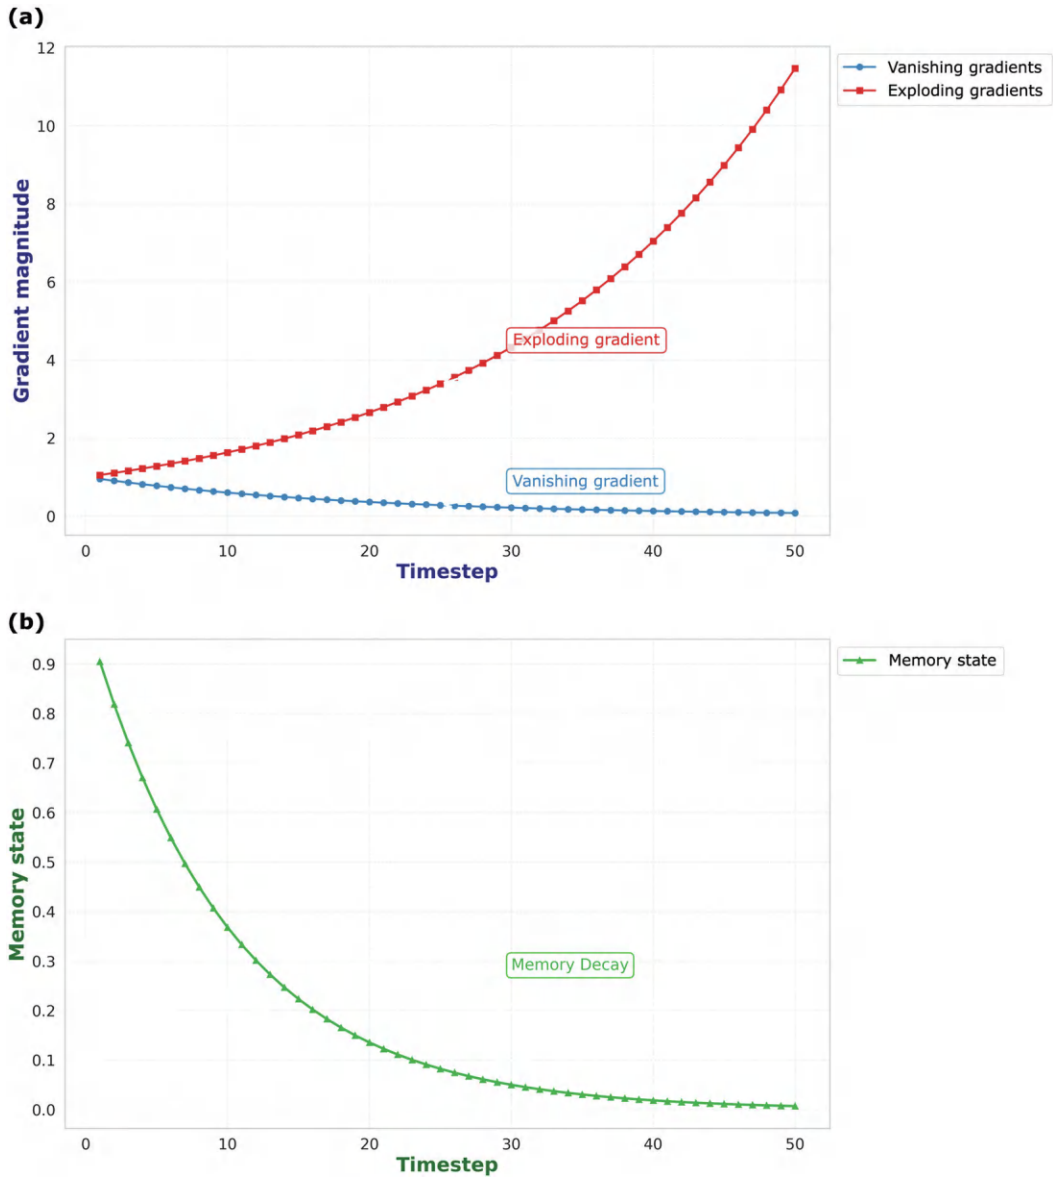 (a)
12
10
8
6
4
2
0
Gradient magnitude
Vanishing gradients
Exploding gradients
Exploding gradient
Vanishing gradient
0 10 20 30 40 50
Timestep
(b)
0.9
0.8
0.7
0.6
0.5
0.4
0.3
0.2
0.1
0.0
Memory state
Memory state
Memory Decay
0 10 20 30 40 50
Timestep